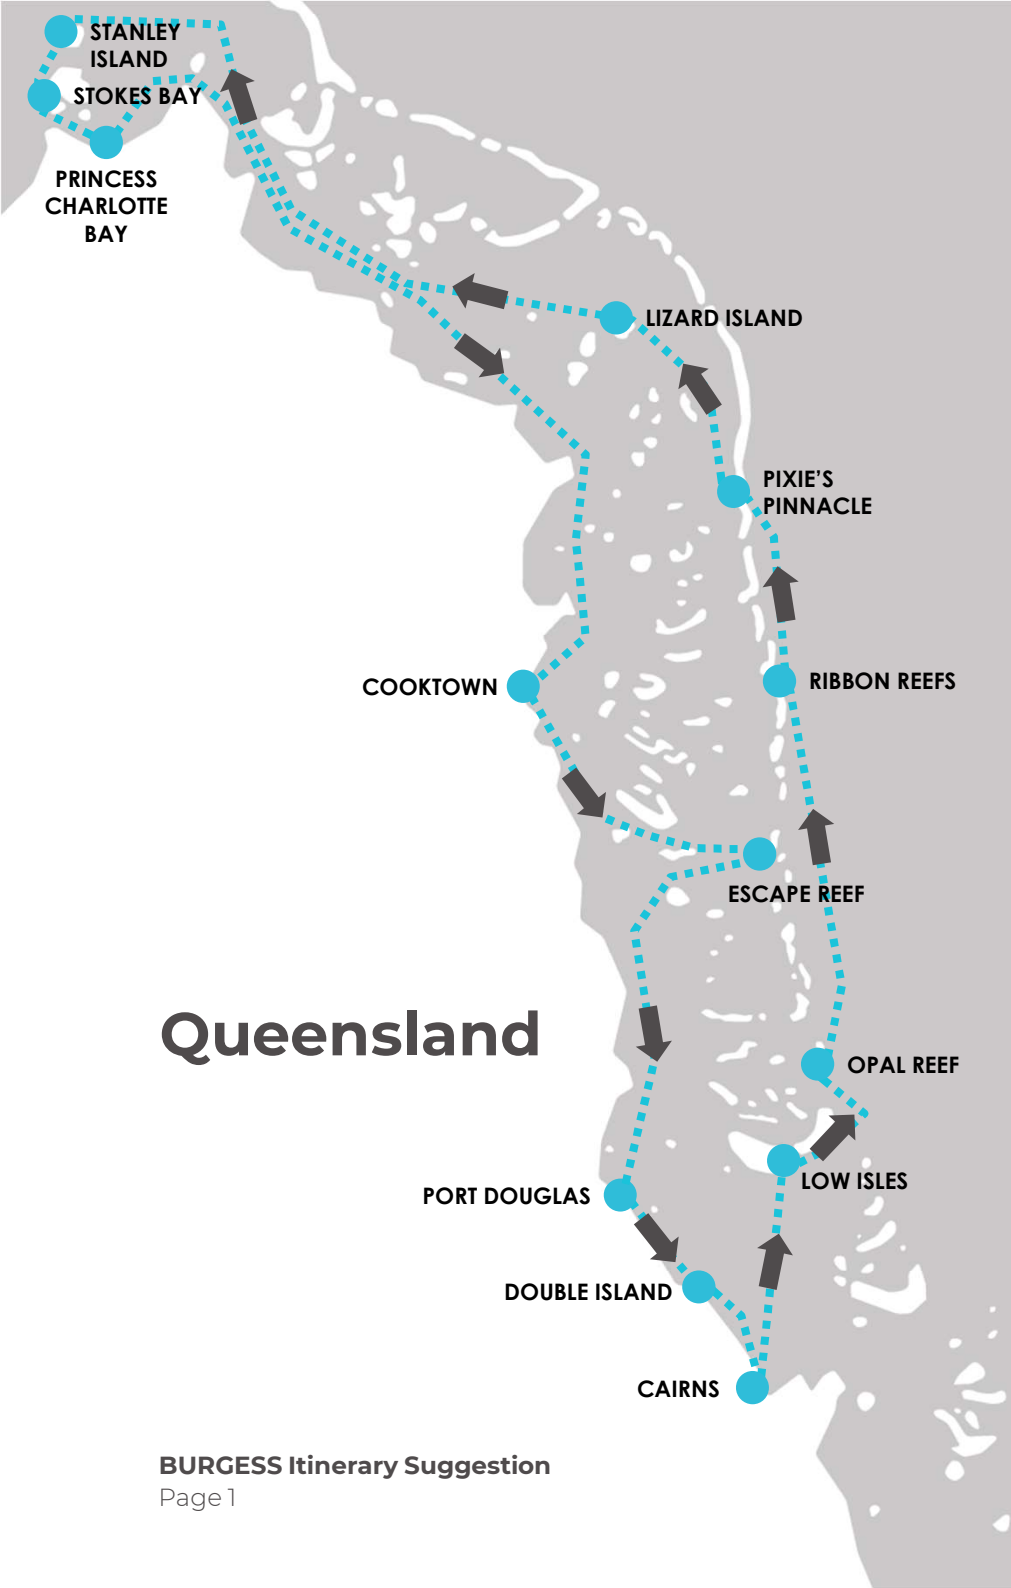 STANLEY
ISLAND
STOKES BAY
PRINCESS
CHARLOTTE
BAY
LIZARD ISLAND
PIXIE'S
PINNACLE
COOKTOWN
RIBBON REEFS
ESCAPE REEF
Queensland
OPAL REEF
LOW ISLES
PORT DOUGLAS
DOUBLE ISLAND
CAIRNS
BURGESS Itinerary Suggestion
Page 1